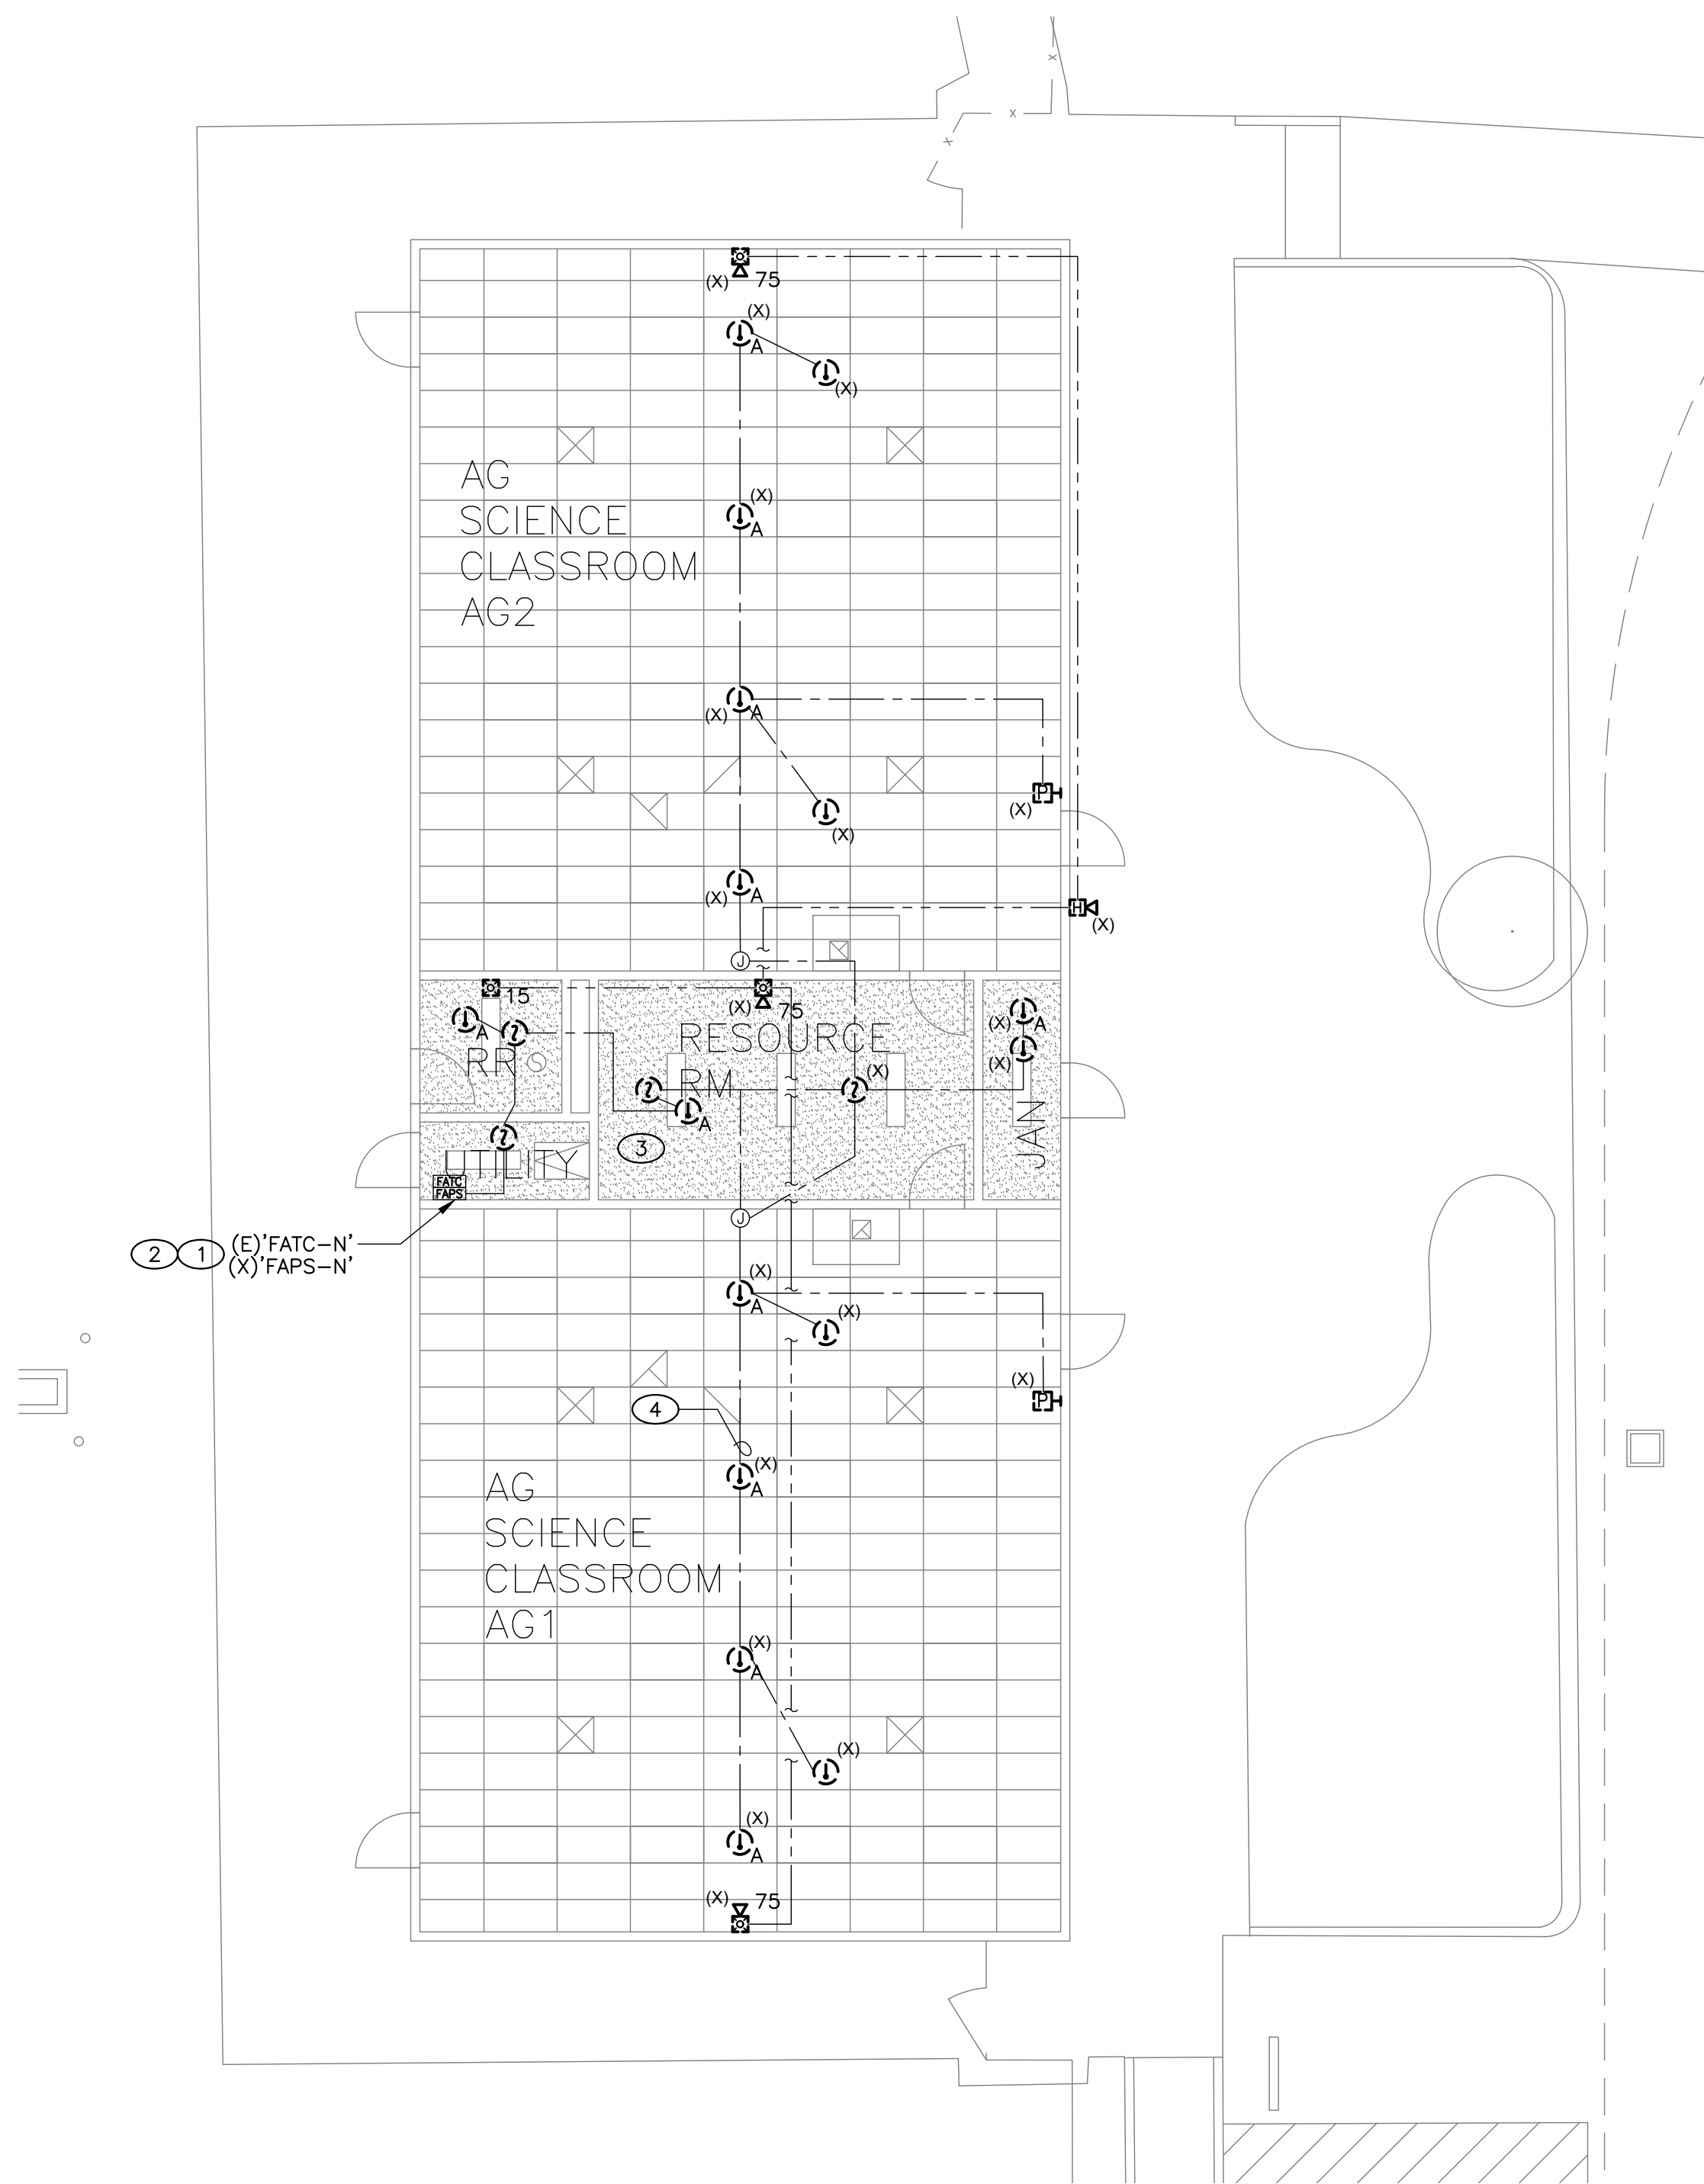 X
X
X
(X)
75
(X)
A
(X)
AG
SCIENCE
CLASSROOM
AG2
(X)
A
(X)
A
P
(X)
(X)
(X)
A
H
(X)
J
15
(X)
75
A
RR
RESOURCE
RM
(X)
A
3
(X)
A
(X)
JAN
UTILITY
FATC
FAPS
2
1
(E)'FATC-N'
(X)'FAPS-N'
J
(X)
A
(X)
(X)
P
4
(X)
A
AG
SCIENCE
CLASSROOM
AG1
(X)
A
(X)
(X)
A
(X)
75